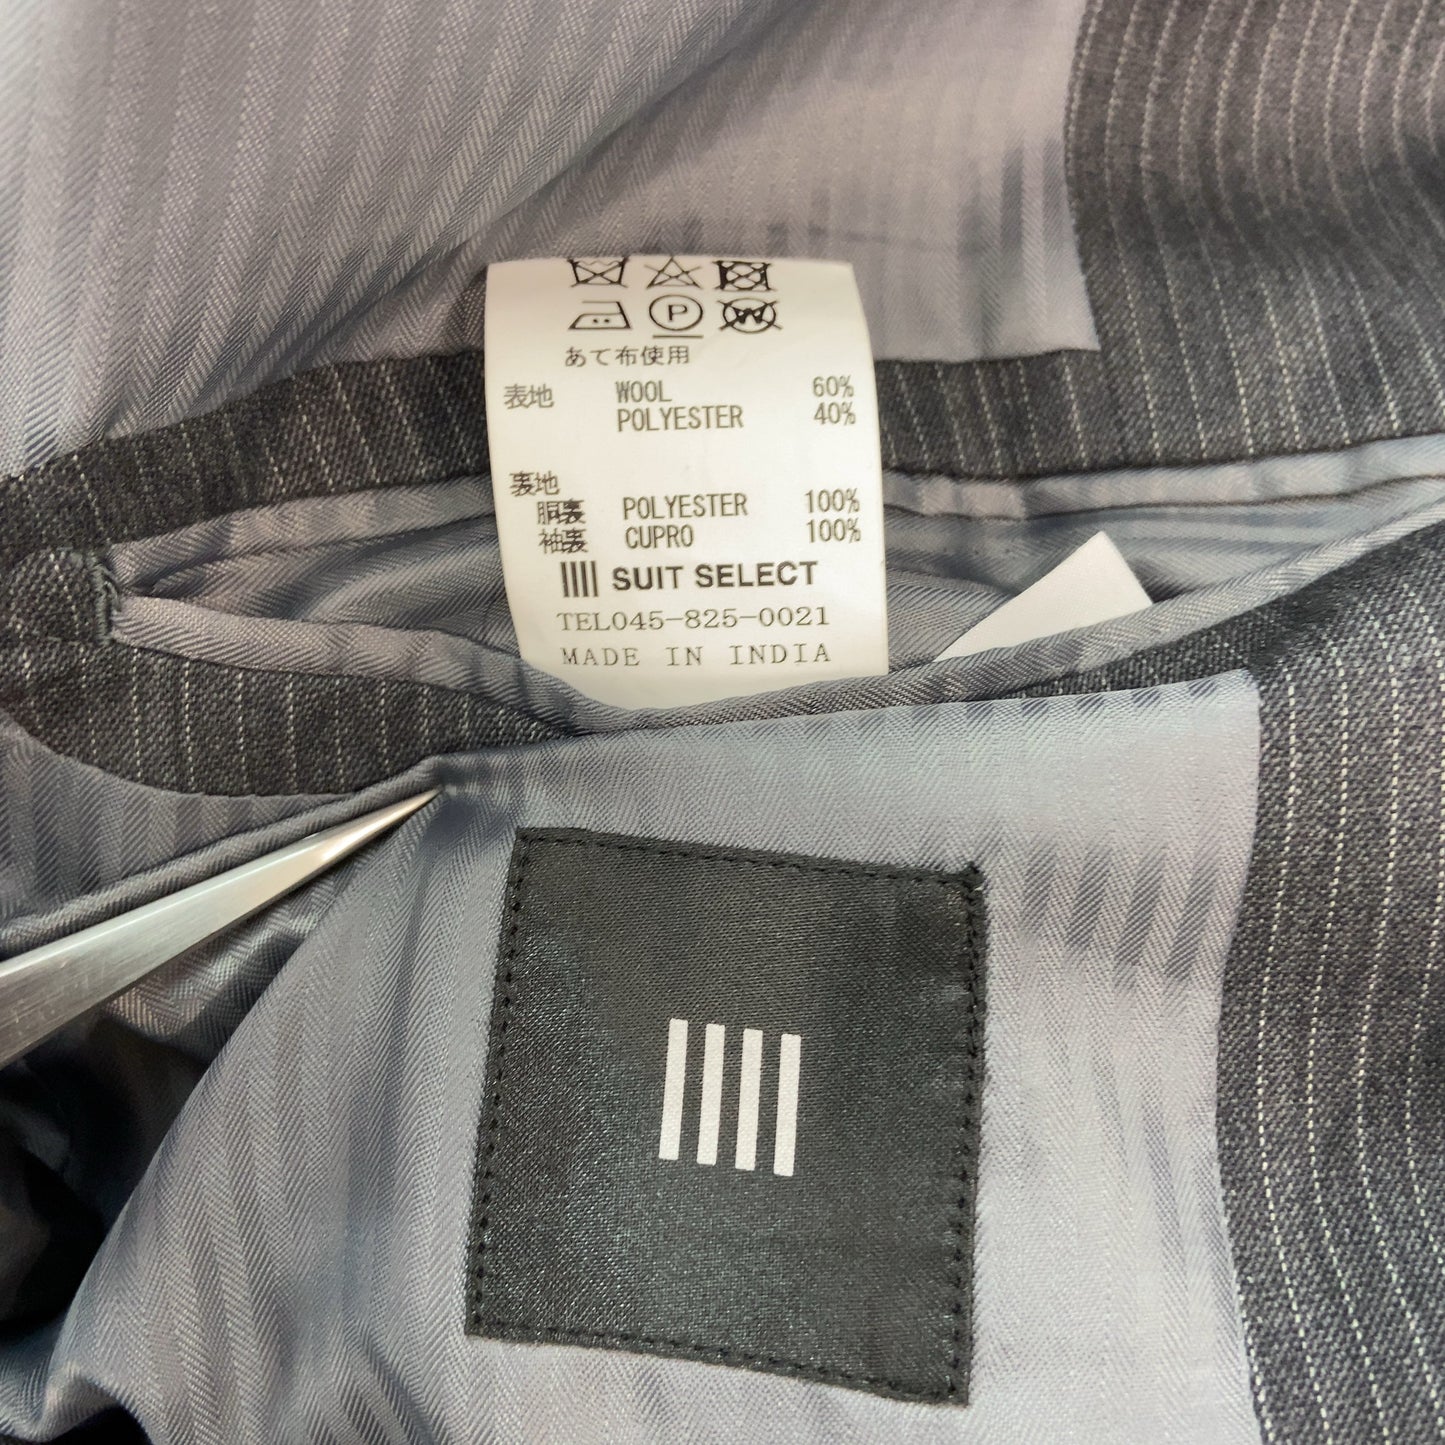 P
W
あて布使用
表地 WOOL 60%
POLYESTER 40%
裏地
胴裏 POLYESTER 100%
袖裏 CUPRO 100%
SUIT SELECT
TEL045-825-0021
MADE IN INDIA